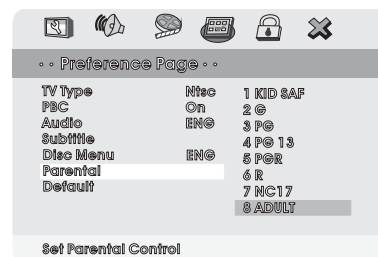 • • Preference Page • •
TV Type Ntsc
PBC On
Audio ENG
Subtitle
Disc Menu ENG
Parental
Default
1 KID SAF
2 G
3 PG
4 PG 13
5 PGR
6 R
7 NC17
8 ADULT
Set Parental Control